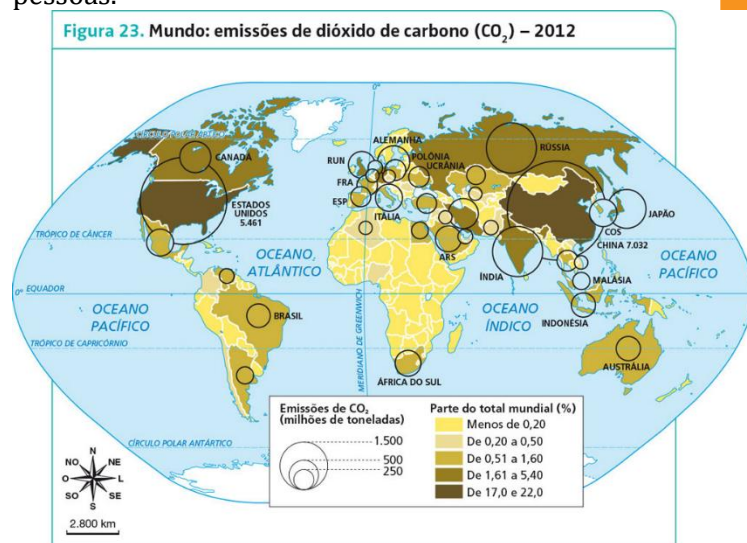 pessoas.
Figura 23. Mundo: emissões de dióxido de carbono (CO₂) – 2012
0°
CÍRCULO POLAR ÁRTICO
CANADÁ
ALEMANHA
RUN
POLÔNIA
UCRÂNIA
RÚSSIA
FRA
ESP
ITÁLIA
ESTADOS
UNIDOS
5.461
JAPÃO
COS
CHINA 7.032
TRÓPICO DE CÂNCER
ARS
OCEANO
ATLÂNTICO
OCEANO
PACÍFICO
ÍNDIA
MALÁSIA
0° EQUADOR
OCEANO
PACÍFICO
BRASIL
OCEANO
ÍNDICO
INDONÉSIA
MERIDIANO DE GREENWICH
TRÓPICO DE CAPRICÓRNIO
ÁFRICA DO SUL
AUSTRÁLIA
Emissões de CO₂
(milhões de toneladas)
1.500
500
250
Parte do total mundial (%)
Menos de 0,20
De 0,20 a 0,50
De 0,51 a 1,60
De 1,61 a 5,40
De 17,0 e 22,0
CÍRCULO POLAR ANTÁRTICO
N
NO NE
O L
SO SE
S
2.800 km